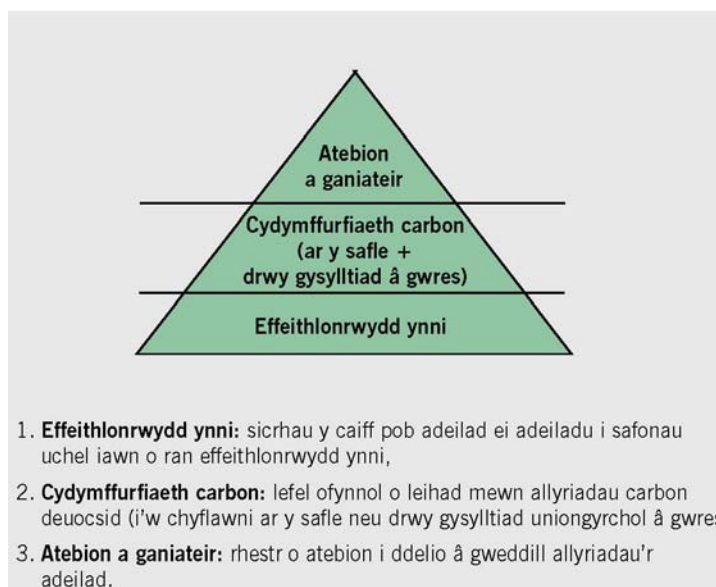 Atebion
a ganiateir
Cydymffurfiaeth carbon
(ar y safle +
drwy gysylltiad â gwres)
Effeithlonrwydd ynni
1. Effeithlonrwydd ynni: sicrhau y caiff pob adeilad ei adeiladu i safonau
uchel iawn o ran effeithlonrwydd ynni,
2. Cydymffurfiaeth carbon: lefel ofynnol o leihad mewn allyriadau carbon
deuocsid (i'w chyflawni ar y safle neu drwy gysylltiad uniongyrchol â gwres
3. Atebion a ganiateir: rhestr o atebion i ddelio â gweddill allyriadau'r
adeilad.